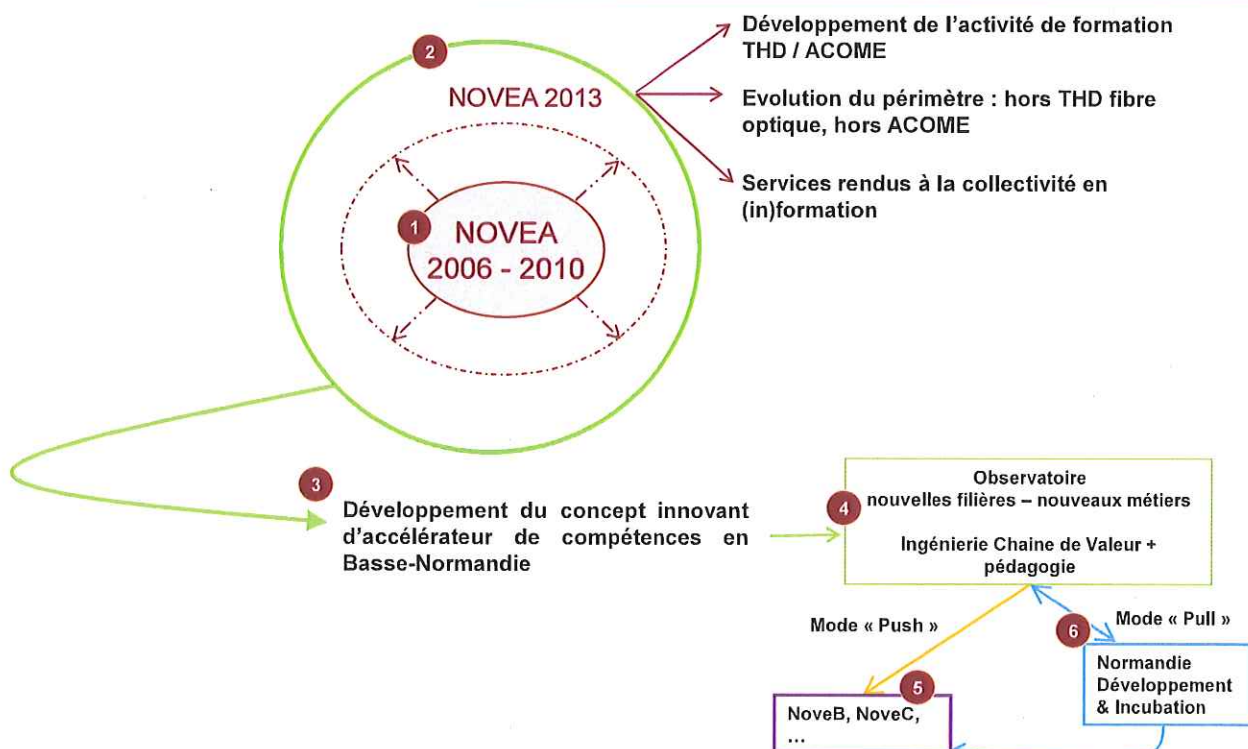 2
NOVEA 2013
1
NOVEA
2006 - 2010
Développement de l'activité de formation
THD / ACOME
Evolution du périmètre : hors THD fibre
optique, hors ACOME
Services rendus à la collectivité en
(in)formation
3
Développement du concept innovant
d'accélérateur de compétences en
Basse-Normandie
4
Observatoire
nouvelles filières – nouveaux métiers
Ingénierie Chaine de Valeur +
pédagogie
Mode « Push »
6
Mode « Pull »
5
NoveB, NoveC,
...
Normandie
Développement
& Incubation